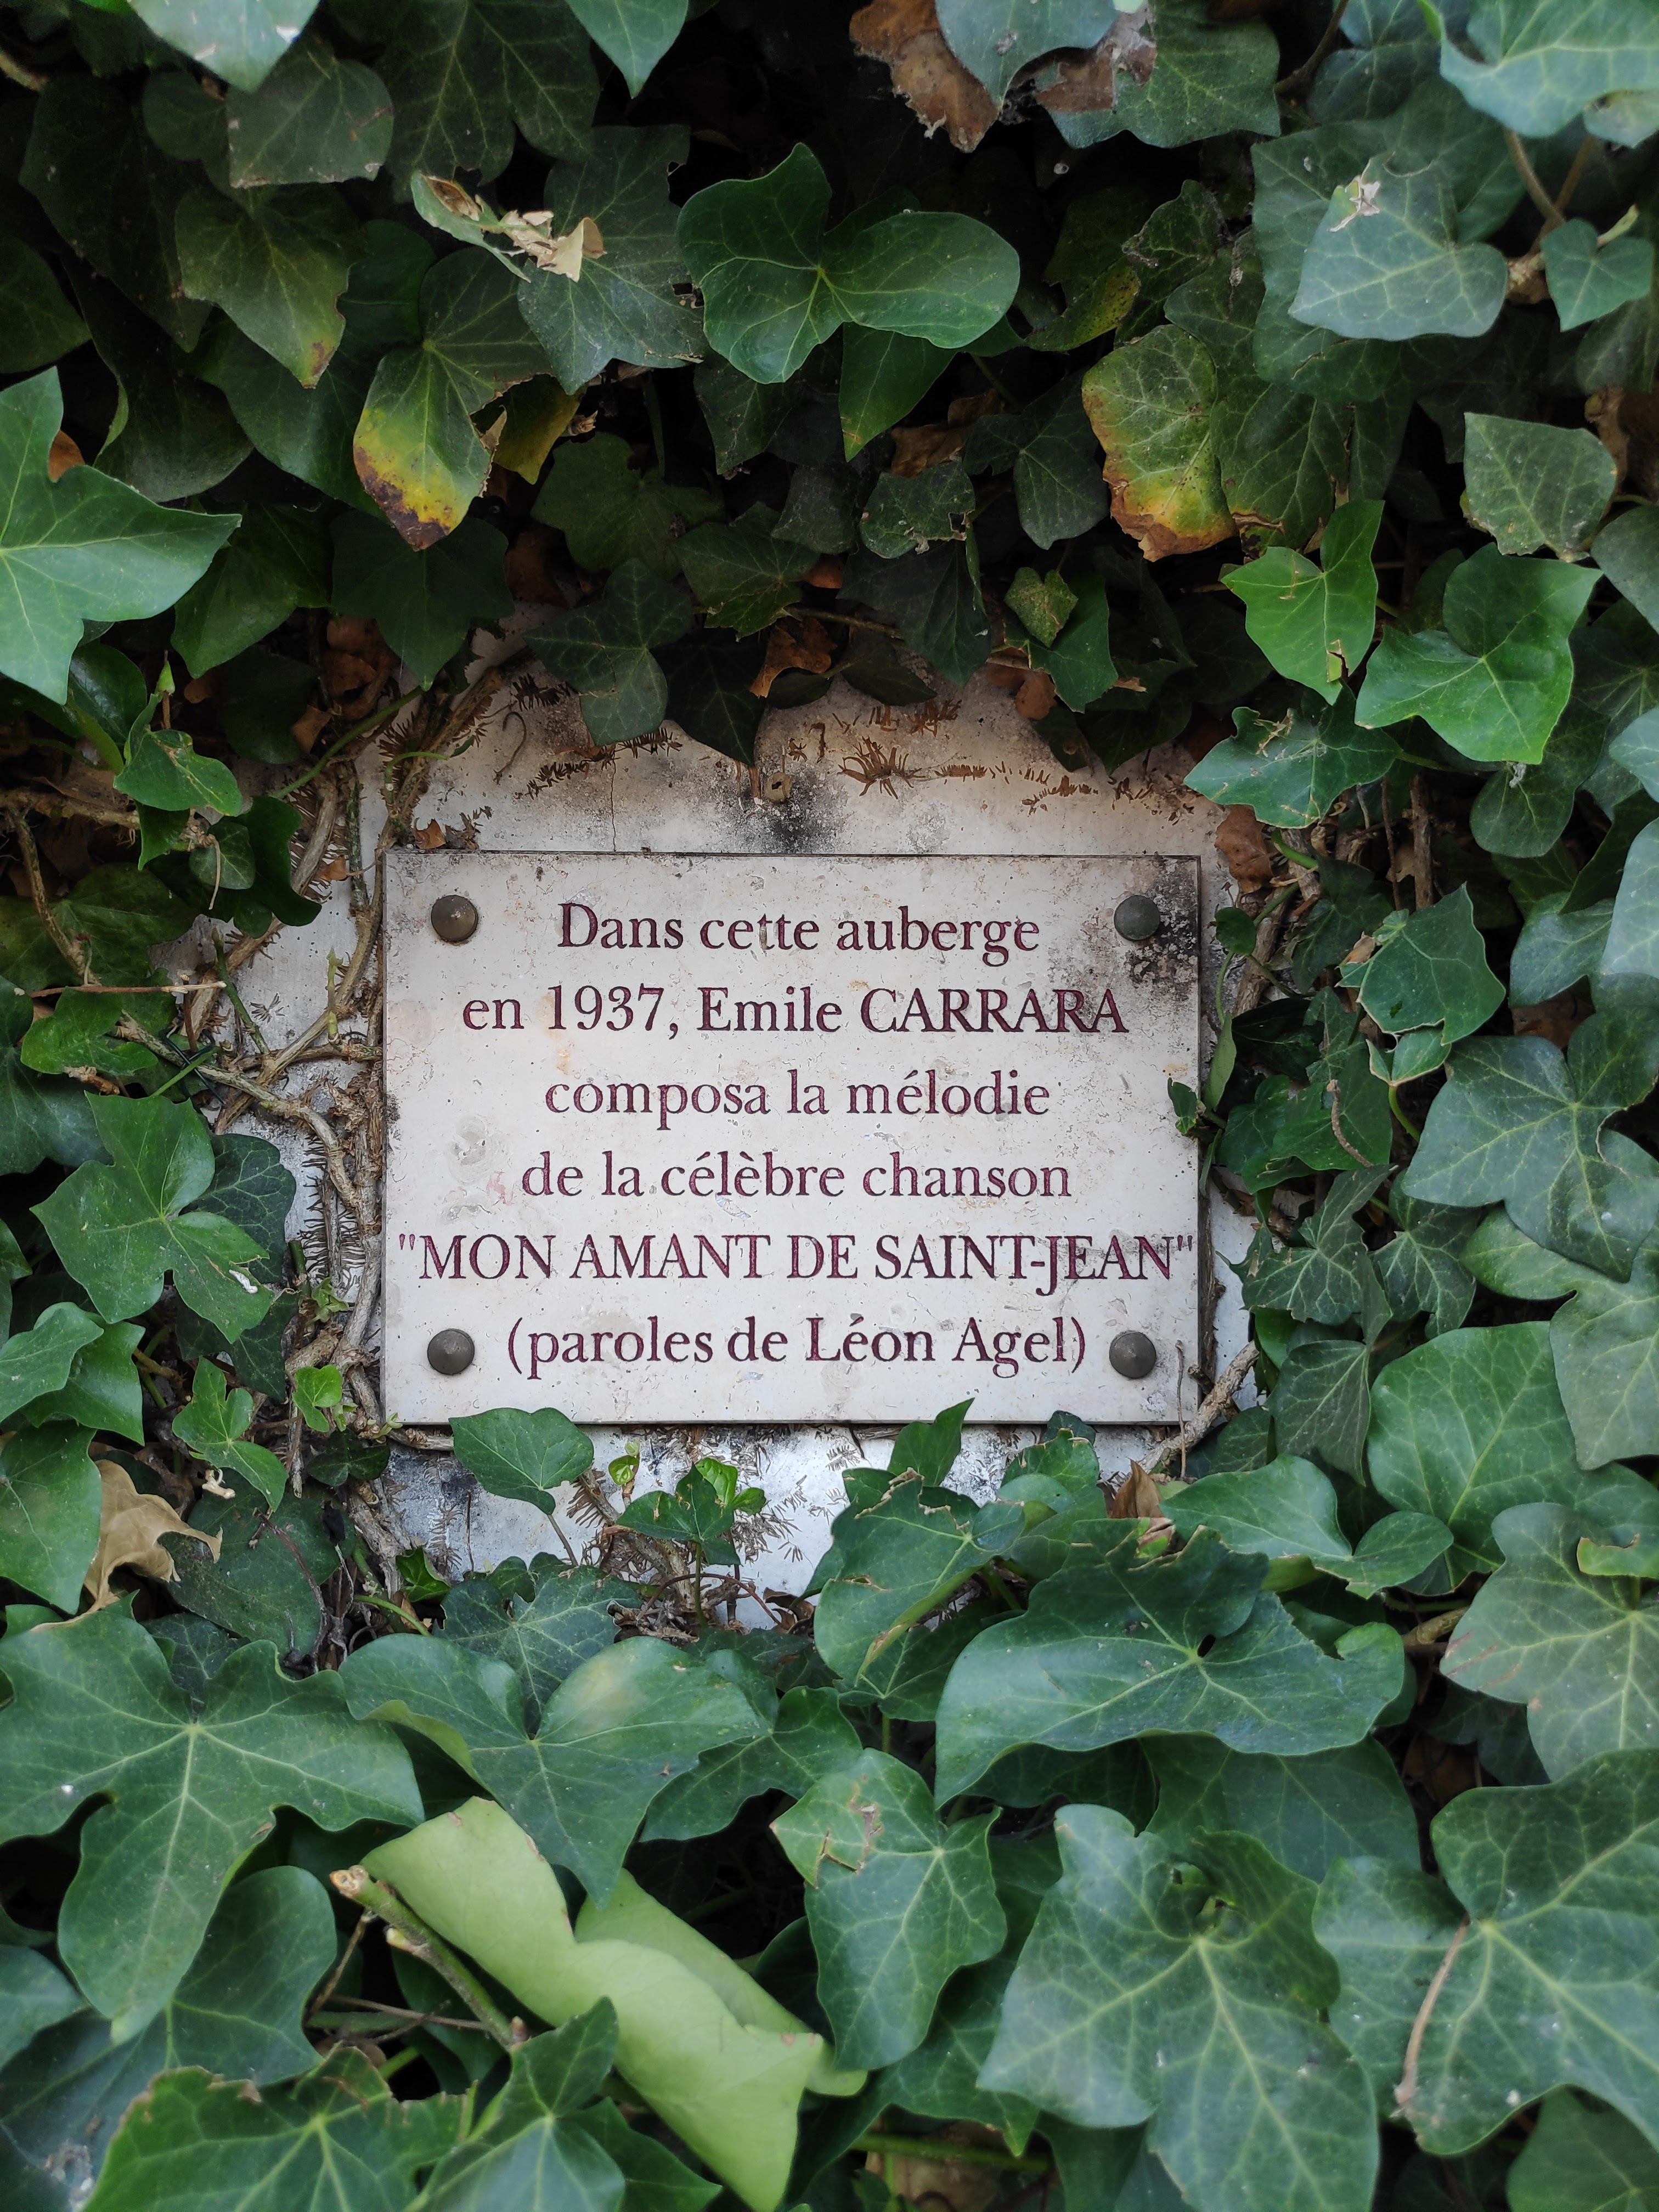 Dans cette auberge
en 1937, Emile CARRARA
composa la mélodie
de la célèbre chanson
"MON AMANT DE SAINT-JEAN"
(paroles de Léon Agel)